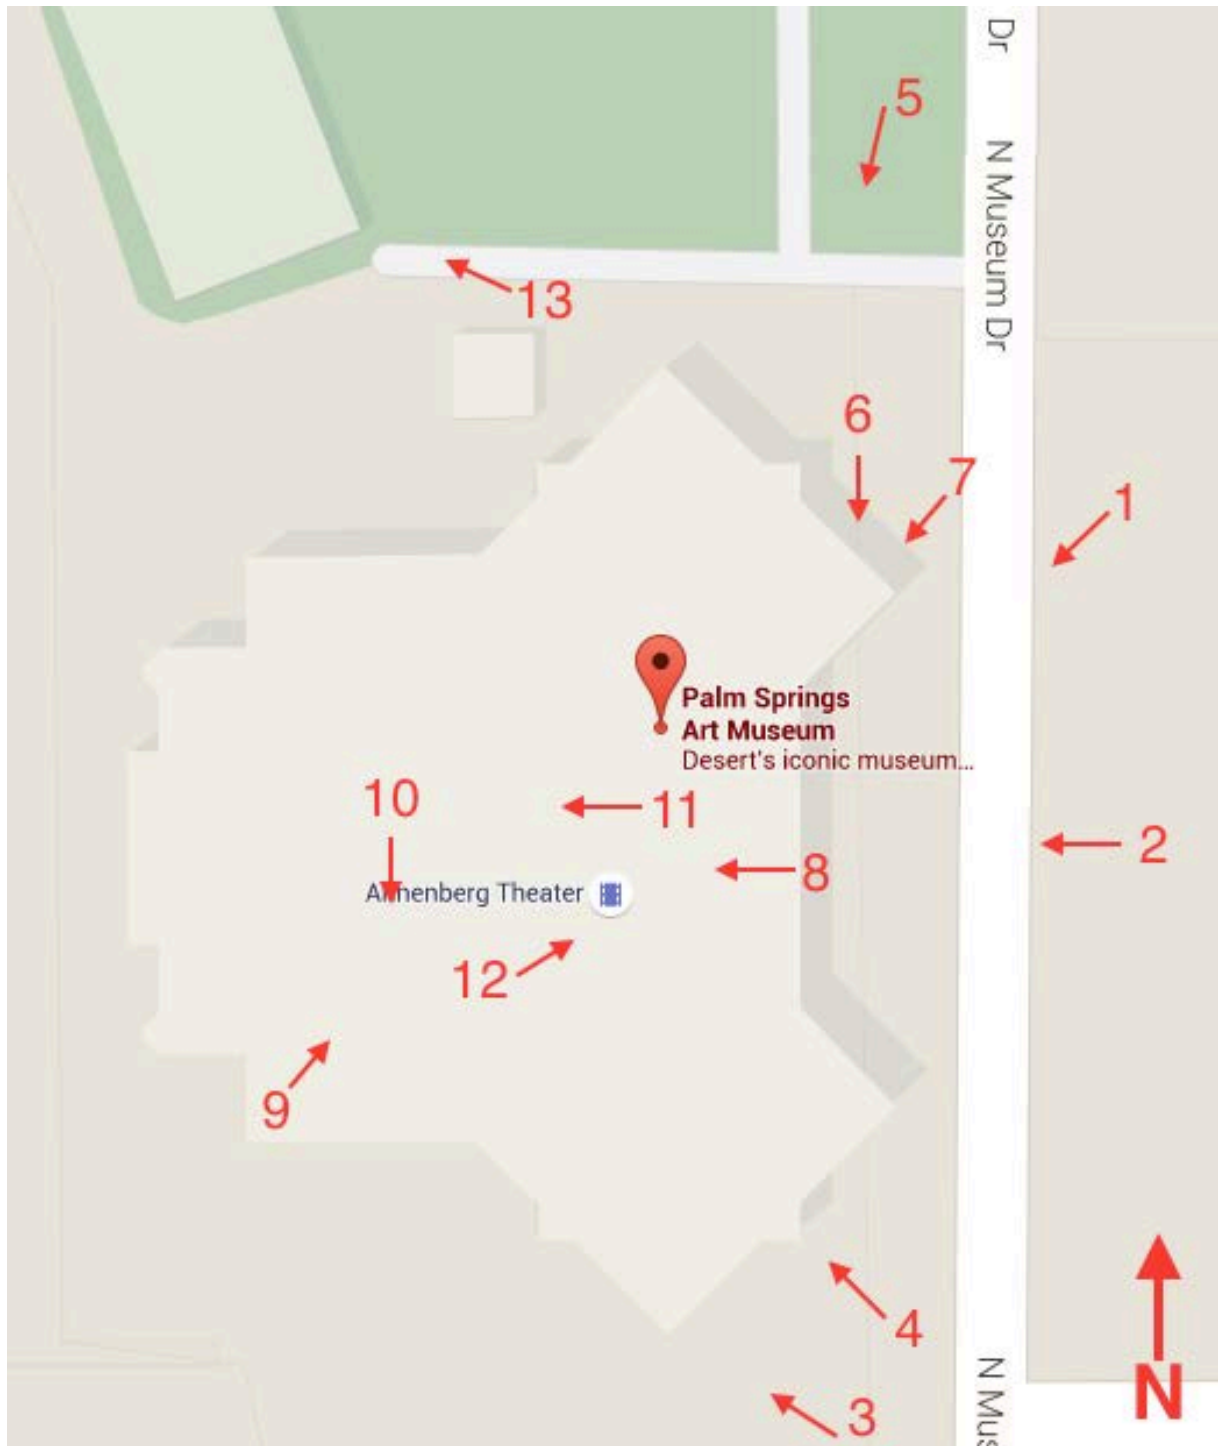 Dr
5
N Museum Dr
13
6
7
1
Palm Springs
Art Museum
Desert's iconic museum...
10
11
2
8
Annenberg Theater
12
9
4
3
N Mus
N